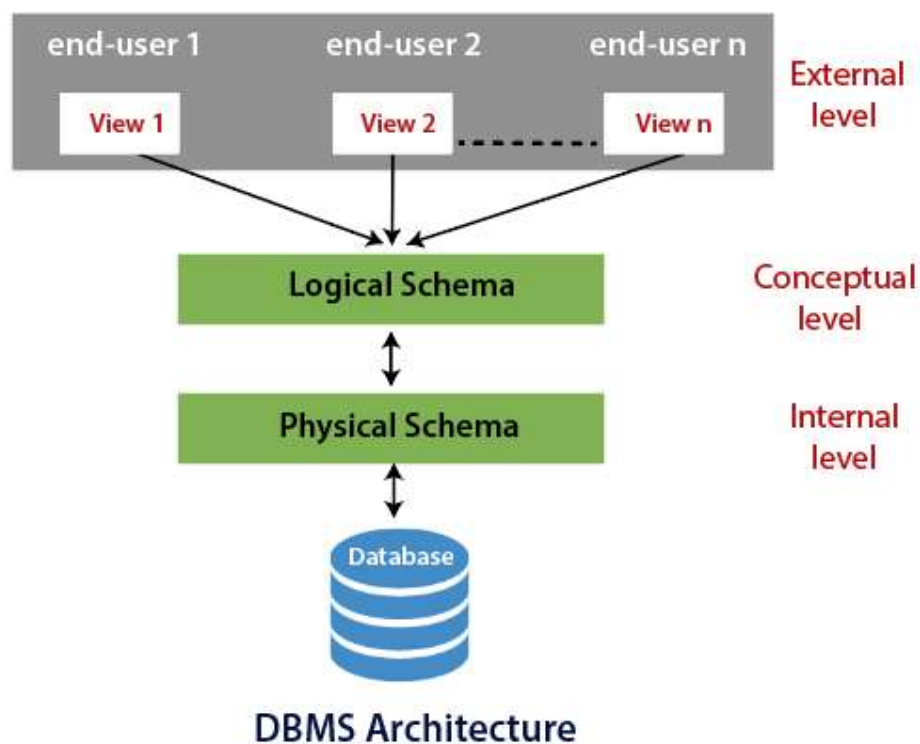 end-user 1
end-user 2
end-user n
External
level
View 1
View 2
View n
Logical Schema
Conceptual
level
Physical Schema
Internal
level
Database
DBMS Architecture